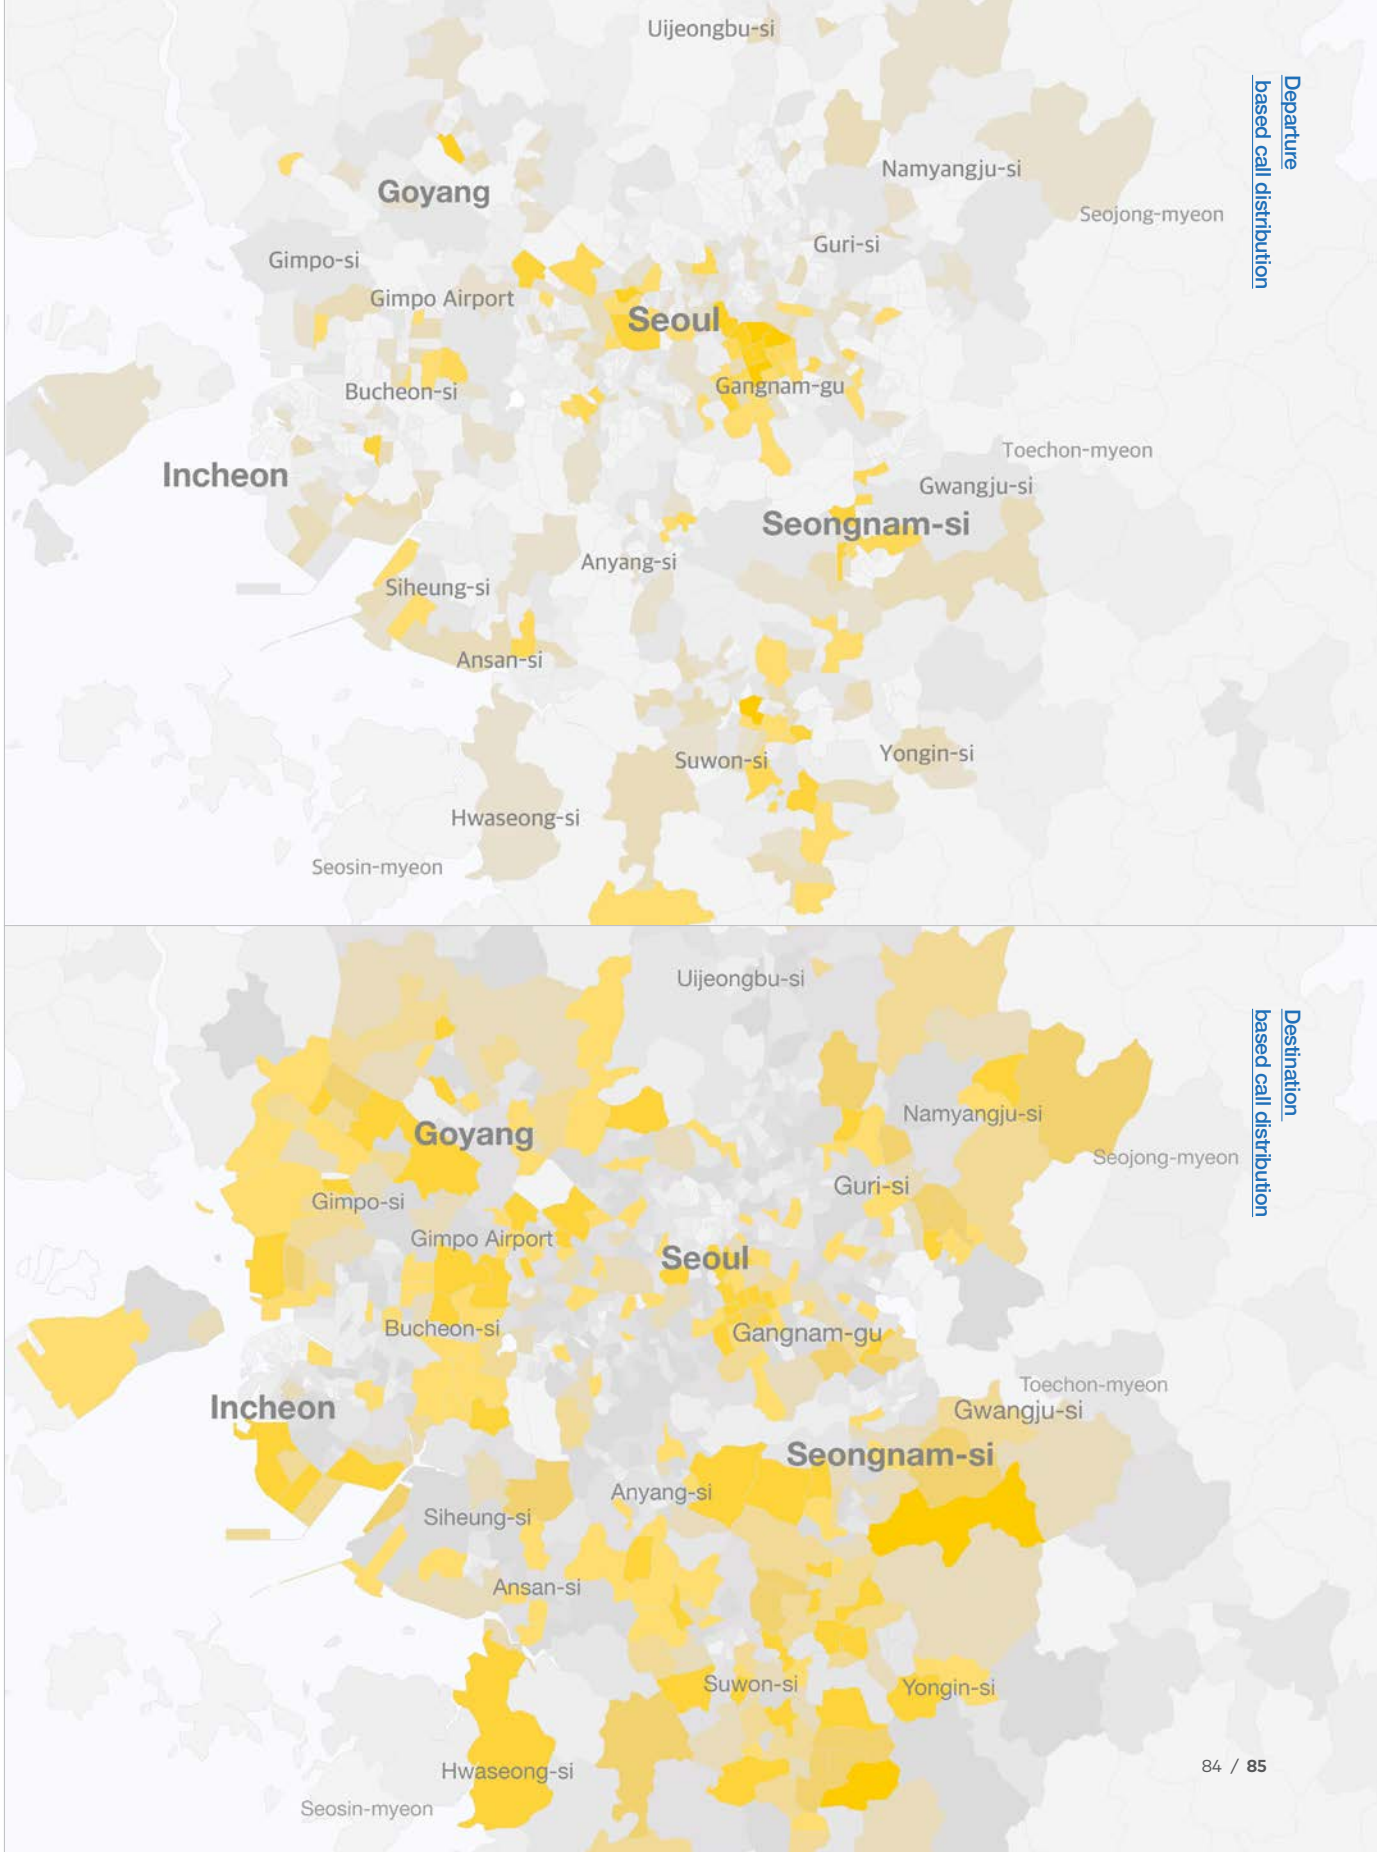 Departure
based call distribution
Uijeongbu-si
Namyangju-si
Goyang
Seojong-myeon
Guri-si
Gimpo-si
Gimpo Airport
Seoul
Gangnam-gu
Bucheon-si
Toechon-myeon
Incheon
Gwangju-si
Seongnam-si
Anyang-si
Siheung-si
Ansan-si
Suwon-si
Yongin-si
Hwaseong-si
Seosin-myeon
Destination
based call distribution
Uijeongbu-si
Namyangju-si
Goyang
Seojong-myeon
Guri-si
Gimpo-si
Gimpo Airport
Seoul
Bucheon-si
Gangnam-gu
Toechon-myeon
Incheon
Gwangju-si
Seongnam-si
Anyang-si
Siheung-si
Ansan-si
Suwon-si
Yongin-si
Hwaseong-si
Seosin-myeon
84 / 85